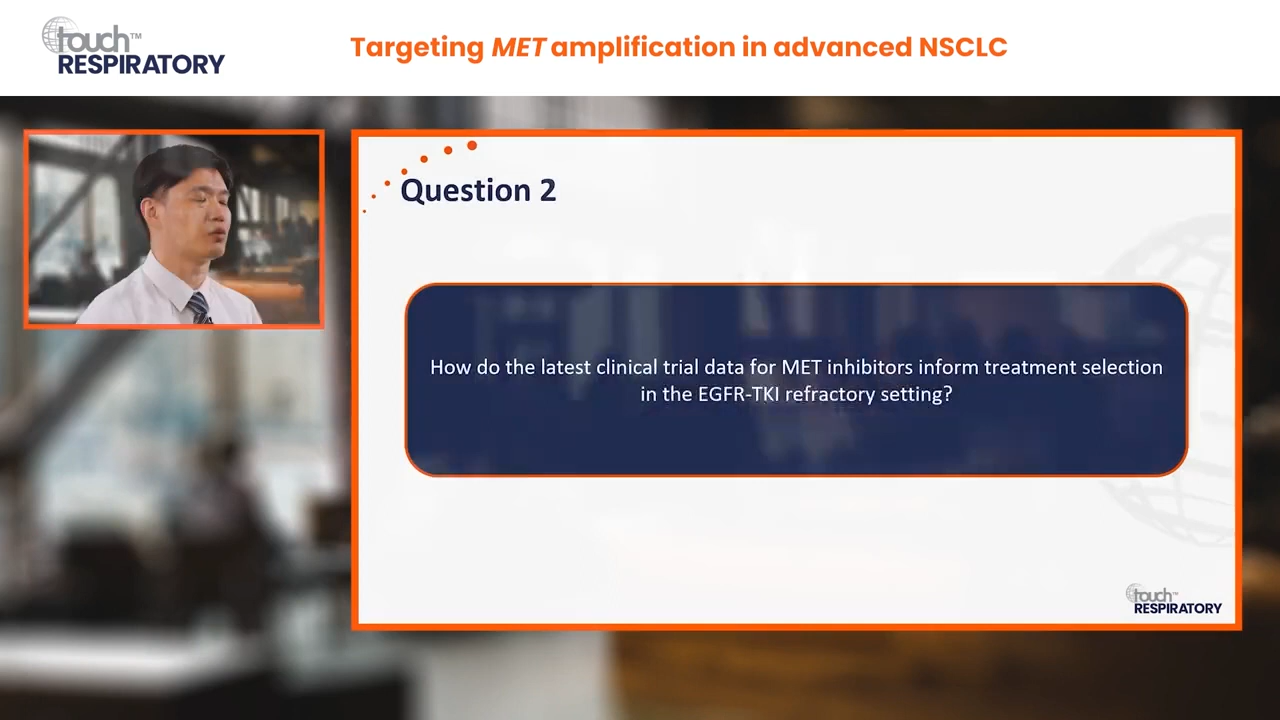 touch™
RESPIRATORY
Targeting MET amplification in advanced NSCLC
Question 2
How do the latest clinical trial data for MET inhibitors inform treatment selection
in the EGFR-TKI refractory setting?
touch™
RESPIRATORY